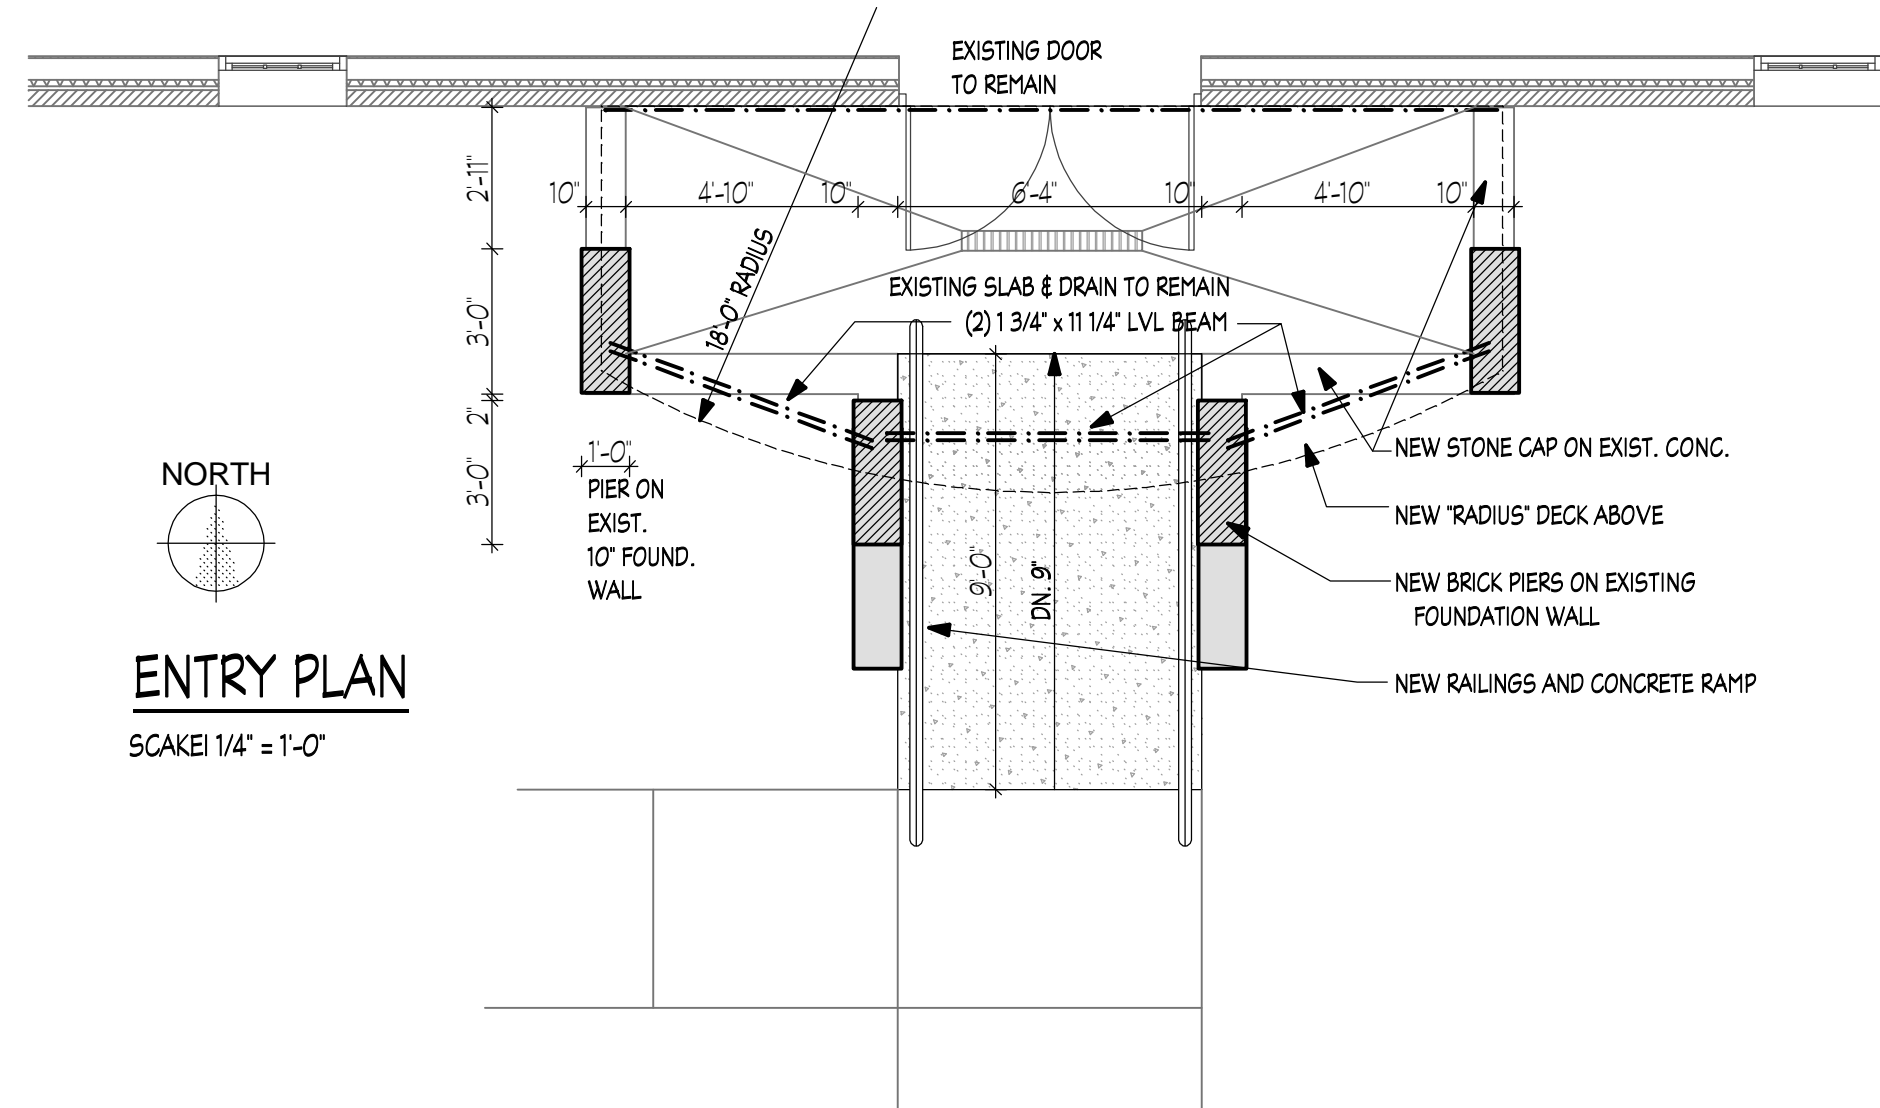 EXISTING DOOR
TO REMAIN
2'-11"
10"
4'-10"
10"
6'-4"
10"
4'-10"
10"
18'-0" RADIUS
EXISTING SLAB & DRAIN TO REMAIN
(2) 1 3/4" x 11 1/4" LVL BEAM
3'-0"
2"
3'-0"
1'-0"
PIER ON
EXIST.
10" FOUND.
WALL
NORTH
9'-0"
DN. 9"
NEW STONE CAP ON EXIST. CONC.
NEW "RADIUS" DECK ABOVE
NEW BRICK PIERS ON EXISTING
FOUNDATION WALL
NEW RAILINGS AND CONCRETE RAMP
ENTRY PLAN
SCAKEI 1/4" = 1'-0"